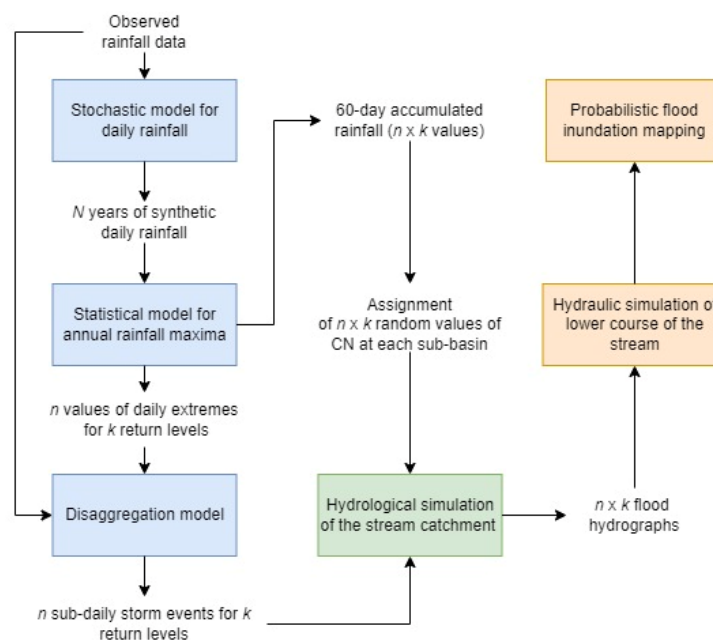 Observed
rainfall data
Stochastic model for
daily rainfall
N years of synthetic
daily rainfall
Statistical model for
annual rainfall maxima
n values of daily extremes
for k return levels
Disaggregation model
n sub-daily storm events for k
return levels
60-day accumulated
rainfall (n x k values)
Assignment
of n x k random values of
CN at each sub-basin
Hydrological simulation
of the stream catchment
n x k flood
hydrographs
Hydraulic simulation of
lower course of the
stream
Probabilistic flood
inundation mapping